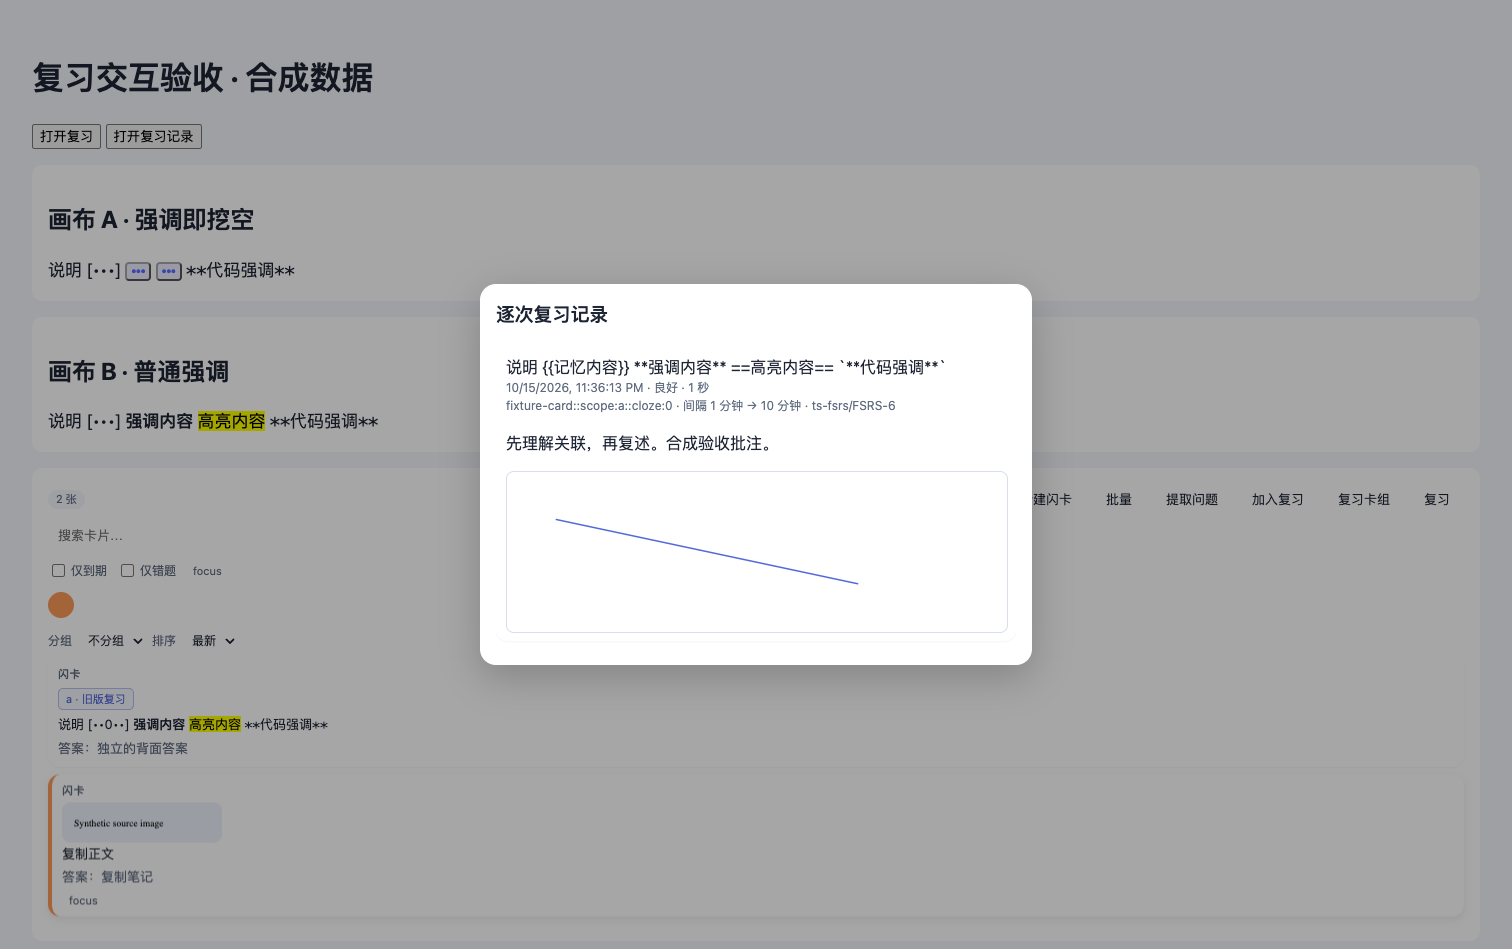 复习交互验收 · 合成数据
打开复习 打开复习记录
画布 A · 强调即挖空
说明 [•••] ••• ••• **代码强调**
画布 B · 普通强调
说明 [•••] 强调内容 高亮内容 **代码强调**
逐次复习记录
说明 {{记忆内容}} **强调内容** ==高亮内容== `**代码强调**`
10/15/2026, 11:36:13 PM · 良好 · 1 秒
fixture-card::scope:a::cloze:0 · 间隔 1 分钟 → 10 分钟 · ts-fsrs/FSRS-6
先理解关联，再复述。合成验收批注。
2 张 建闪卡 批量 提取问题 加入复习 复习卡组 复习
搜索卡片…
仅到期 仅错题 focus
分组 不分组 排序 最新
闪卡
a · 旧版复习
说明 [••0••] 强调内容 高亮内容 **代码强调**
答案：独立的背面答案
闪卡
Synthetic source image
复制正文
答案：复制笔记
focus